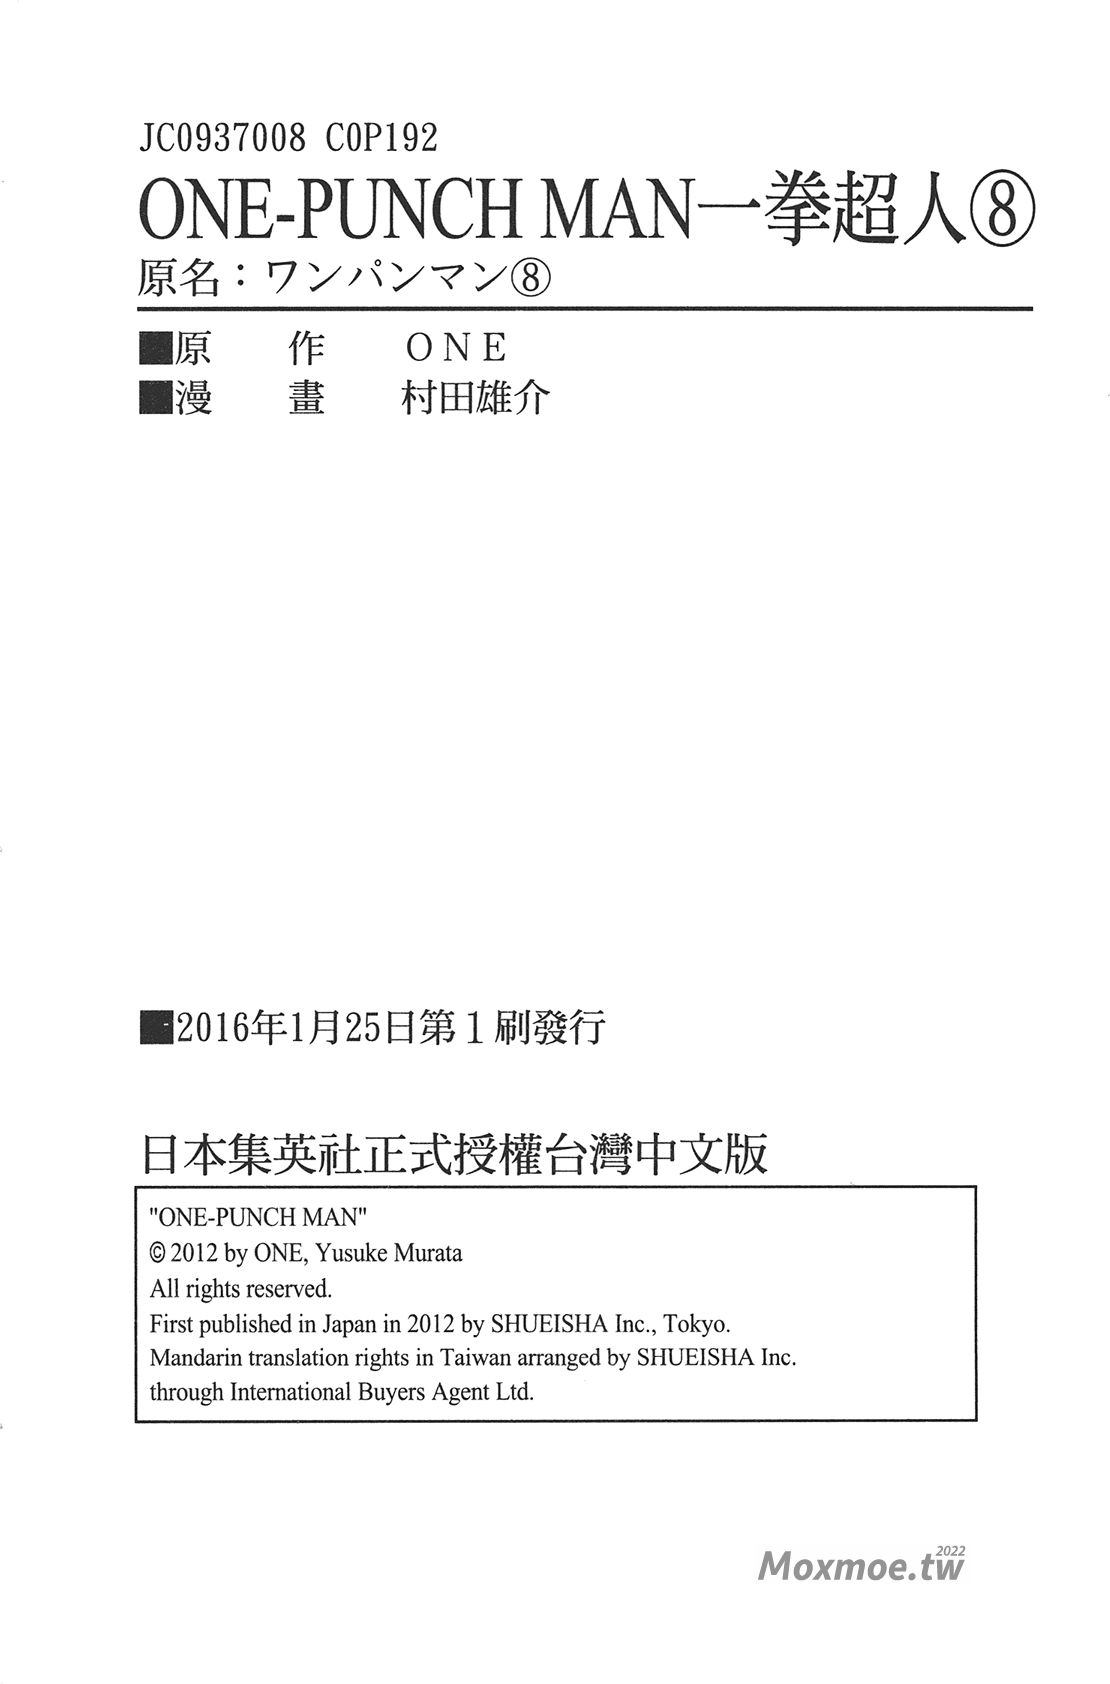 JC0937008 C0P192
ONE-PUNCH MAN一拳超人⑧
原名：ワンパンマン⑧
■原　作　ONE
■漫　畫　村田雄介
■2016年1月25日第1刷發行
日本集英社正式授權台灣中文版
"ONE-PUNCH MAN"
© 2012 by ONE, Yusuke Murata
All rights reserved.
First published in Japan in 2012 by SHUEISHA Inc., Tokyo.
Mandarin translation rights in Taiwan arranged by SHUEISHA Inc.
through International Buyers Agent Ltd.
2022
Moxmoe.tw